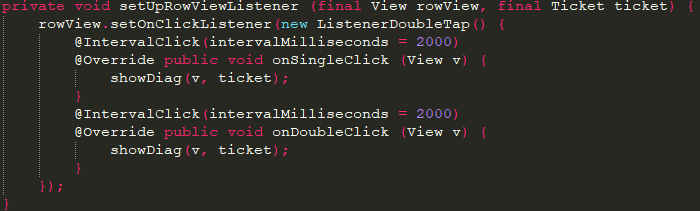 private void setUpRowViewListener (final View rowView, final Ticket ticket) {
    rowView.setOnClickListener(new ListenerDoubleTap() {
        @IntervalClick(intervalMilliseconds = 2000)
        @Override public void onSingleClick (View v) {
            showDiag(v, ticket);
        }
        @IntervalClick(intervalMilliseconds = 2000)
        @Override public void onDoubleClick (View v) {
            showDiag(v, ticket);
        }
    });
}